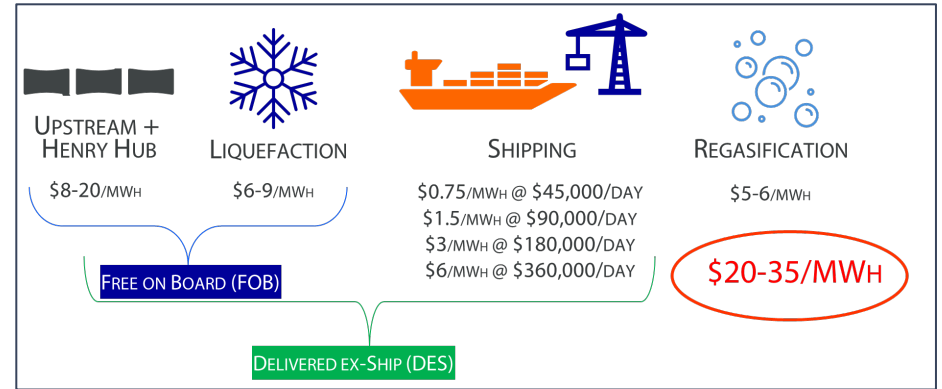 UPSTREAM +
HENRY HUB
$8-20/MWH
LIQUEFACTION
$6-9/MWH
SHIPPING
$0.75/MWH @ $45,000/DAY
$1.5/MWH @ $90,000/DAY
$3/MWH @ $180,000/DAY
$6/MWH @ $360,000/DAY
REGASIFICATION
$5-6/MWH
$20-35/MWH
FREE ON BOARD (FOB)
DELIVERED EX-SHIP (DES)